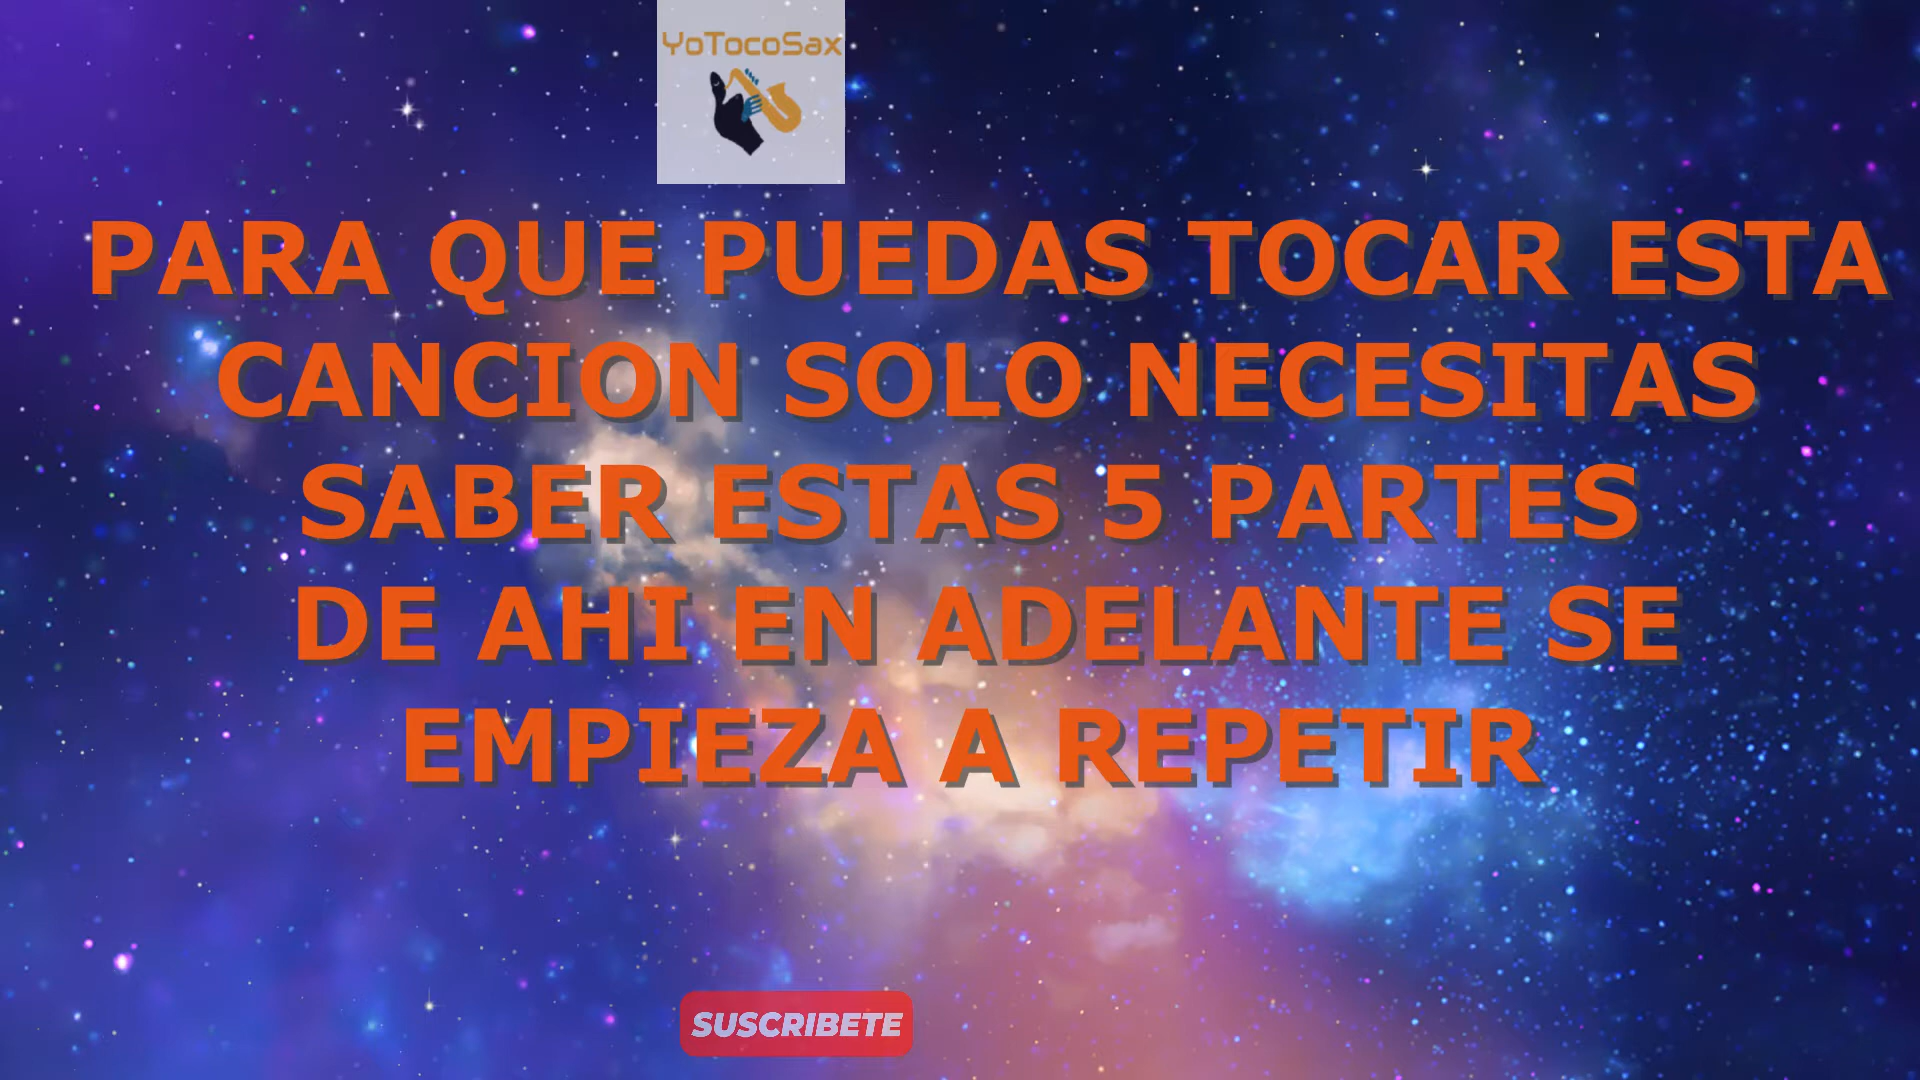 YoTocoSax
PARA QUE PUEDAS TOCAR ESTA
CANCION SOLO NECESITAS
SABER ESTAS 5 PARTES
DE AHI EN ADELANTE SE
EMPIEZA A REPETIR
SUSCRIBETE